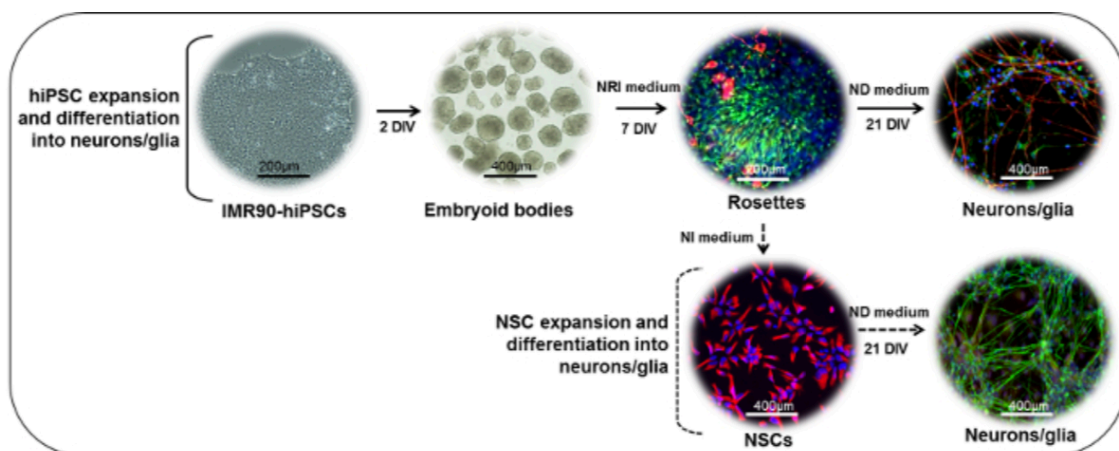 hiPSC expansion
and differentiation
into neurons/glia
200µm
IMR90-hiPSCs
2 DIV
400µm
Embryoid bodies
NRI medium
7 DIV
200µm
Rosettes
ND medium
21 DIV
400µm
Neurons/glia
NI medium
NSC expansion and
differentiation into
neurons/glia
400µm
NSCs
ND medium
21 DIV
400µm
Neurons/glia